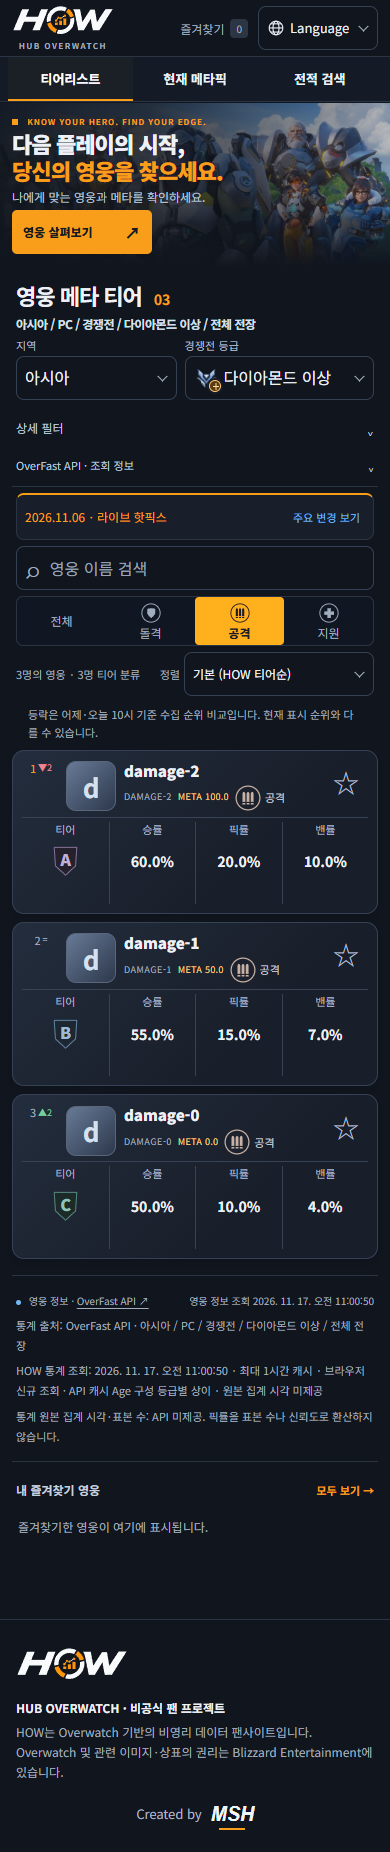 HOW
HUB OVERWATCH
즐겨찾기 0
Language
티어리스트 현재 메타픽 전적 검색
KNOW YOUR HERO. FIND YOUR EDGE.
다음 플레이의 시작,
당신의 영웅을 찾으세요.
나에게 맞는 영웅과 메타를 확인하세요.
영웅 살펴보기 ↗
영웅 메타 티어 03
아시아 / PC / 경쟁전 / 다이아몬드 이상 / 전체 전장
지역 경쟁전 등급
아시아 다이아몬드 이상
상세 필터
OverFast API · 조회 정보
2026.11.06 · 라이브 핫픽스 주요 변경 보기
영웅 이름 검색
전체 돌격 공격 지원
3명의 영웅 · 3명 티어 분류 정렬 기본 (HOW 티어순)
등락은 어제·오늘 10시 기준 수집 순위 비교입니다. 현재 표시 순위와 다
를 수 있습니다.
1 ▼2 d damage-2 ☆
DAMAGE-2 META 100.0 공격
티어 승률 픽률 밴률
A 60.0% 20.0% 10.0%
2 = d damage-1 ☆
DAMAGE-1 META 50.0 공격
티어 승률 픽률 밴률
B 55.0% 15.0% 7.0%
3 ▲2 d damage-0 ☆
DAMAGE-0 META 0.0 공격
티어 승률 픽률 밴률
C 50.0% 10.0% 4.0%
영웅 정보 · OverFast API ↗ 영웅 정보 조회 2026. 11. 17. 오전 11:00:50
통계 출처: OverFast API · 아시아 / PC / 경쟁전 / 다이아몬드 이상 / 전체 전
장
HOW 통계 조회: 2026. 11. 17. 오전 11:00:50 · 최대 1시간 캐시 · 브라우저
신규 조회 · API 캐시 Age 구성 등급별 상이 · 원본 집계 시각 미제공
통계 원본 집계 시각·표본 수: API 미제공. 픽률을 표본 수나 신뢰도로 환산하지
않습니다.
내 즐겨찾기 영웅 모두 보기 →
즐겨찾기한 영웅이 여기에 표시됩니다.
HOW
HUB OVERWATCH · 비공식 팬 프로젝트
HOW는 Overwatch 기반의 비영리 데이터 팬사이트입니다.
Overwatch 및 관련 이미지·상표의 권리는 Blizzard Entertainment에
있습니다.
Created by MSH